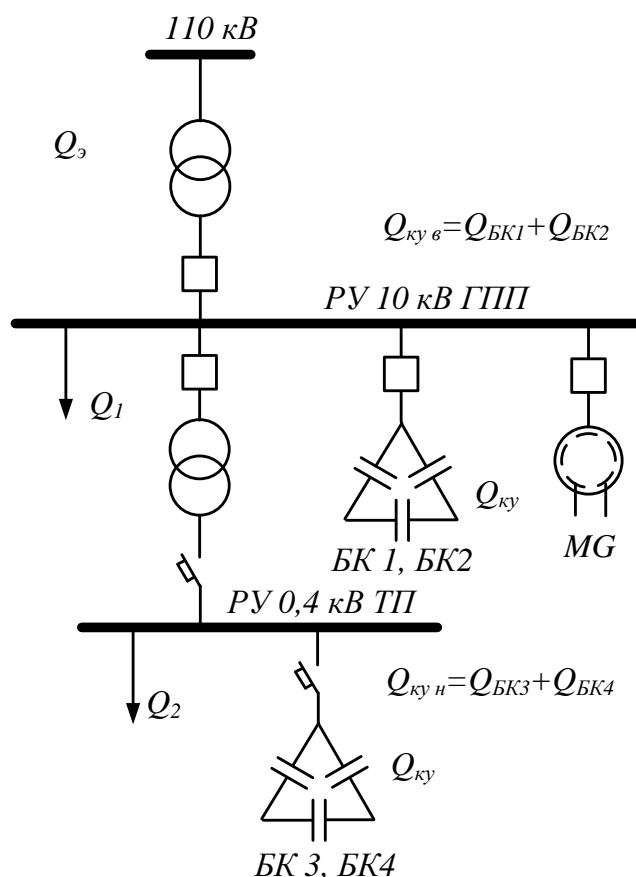 110 кВ
Qэ
Qку в=QБК1+QБК2
РУ 10 кВ ГПП
Q1
Qку
БК 1, БК2
MG
РУ 0,4 кВ ТП
Qку н=QБК3+QБК4
Q2
Qку
БК 3, БК4